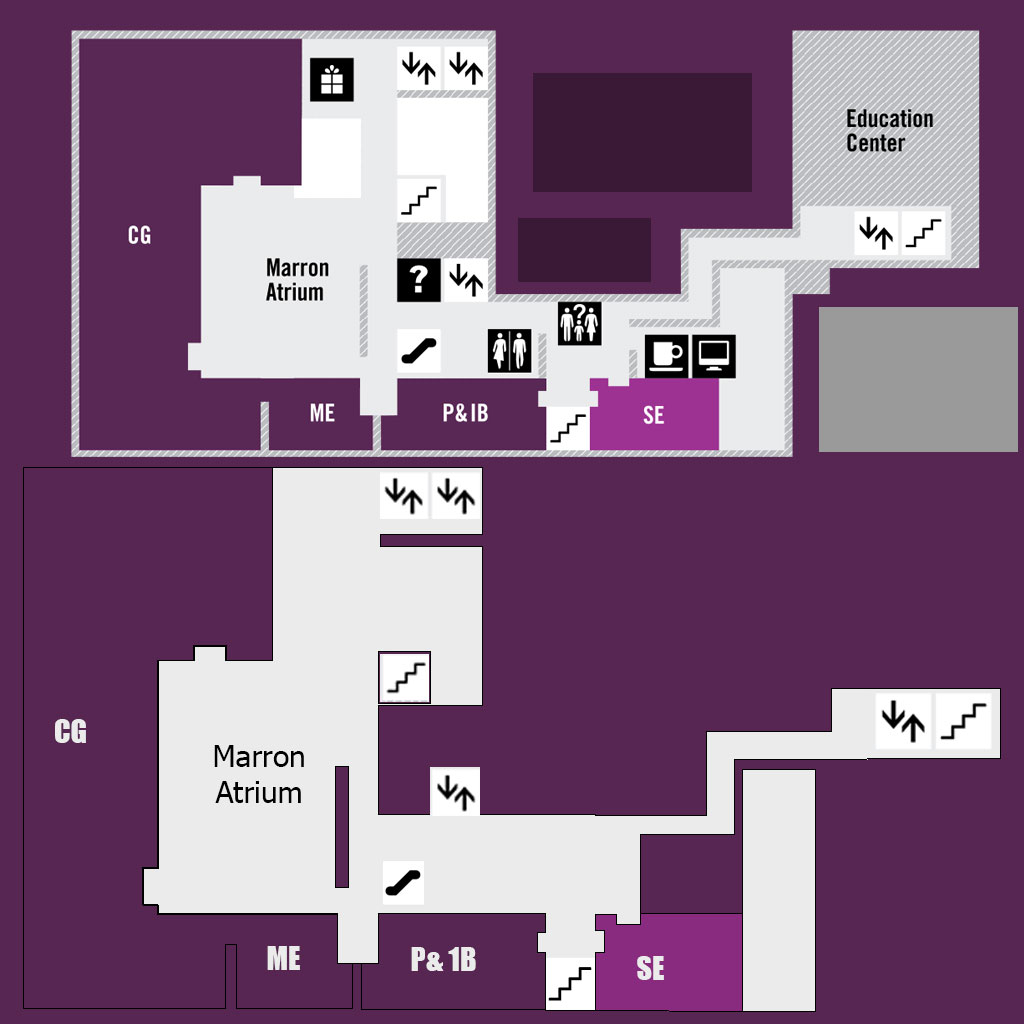 Education
Center
CG
Marron
Atrium
?
?
ME
P& IB
SE
CG
Marron
Atrium
ME
P& 1B
SE